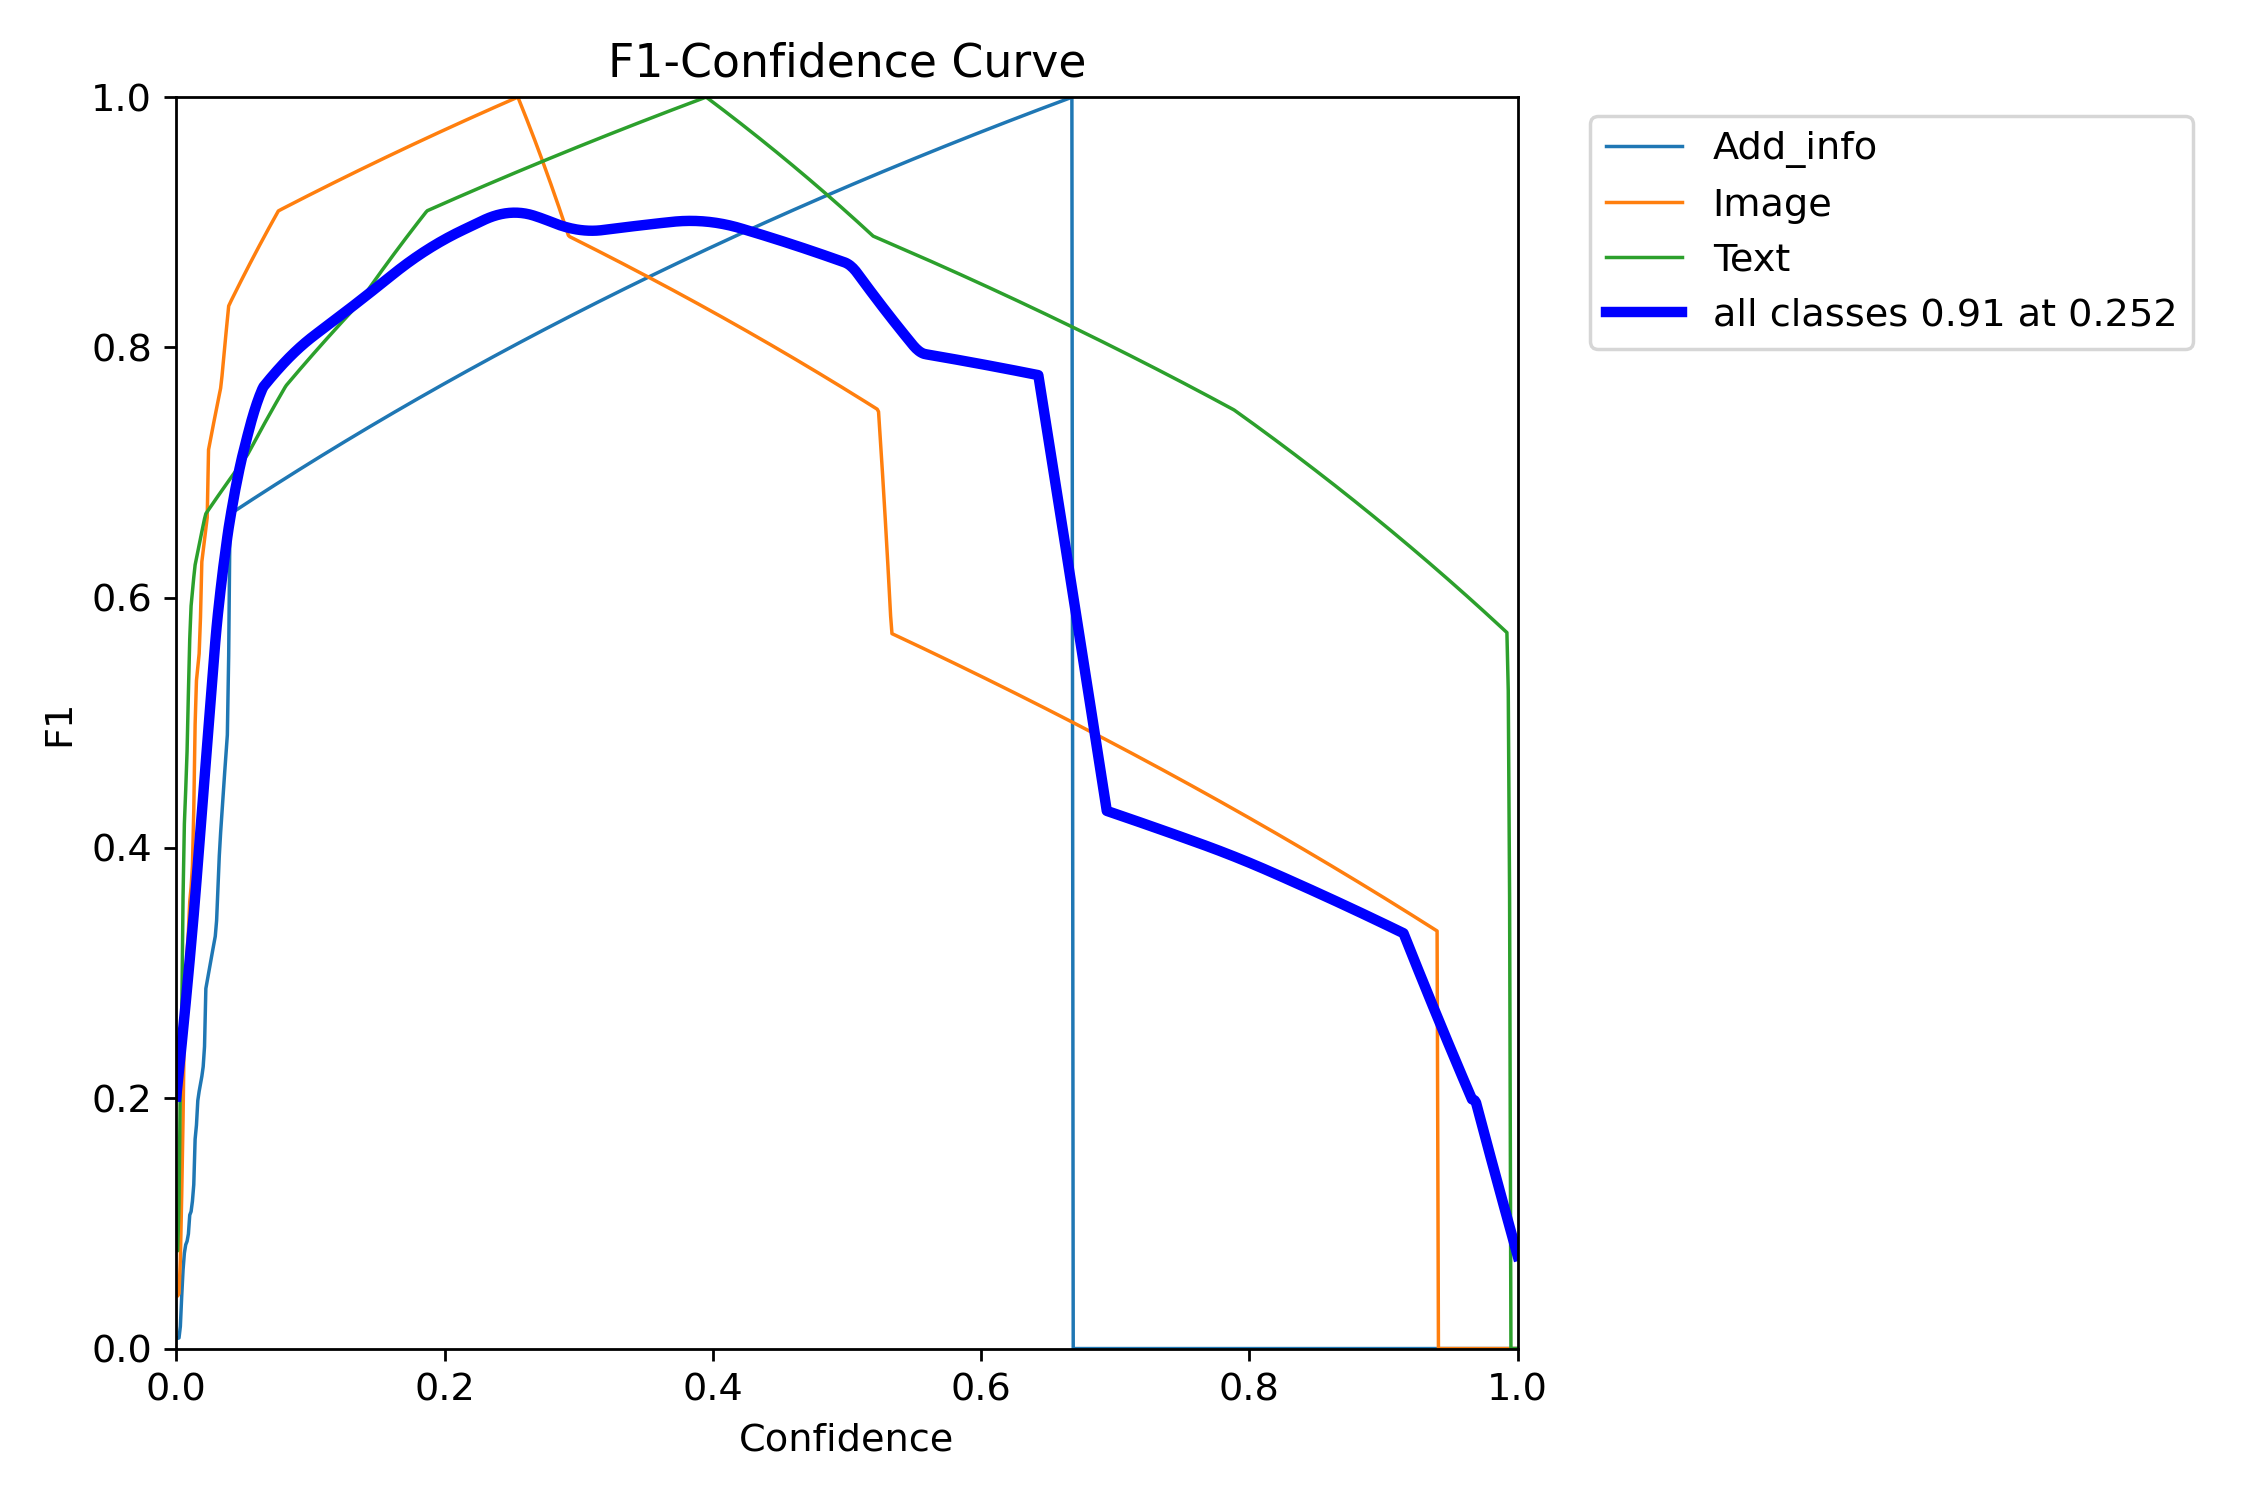 F1-Confidence Curve
1.0
0.8
0.6
0.4
0.2
0.0
F1
0.0 0.2 0.4 0.6 0.8 1.0
Confidence
Add_info
Image
Text
all classes 0.91 at 0.252